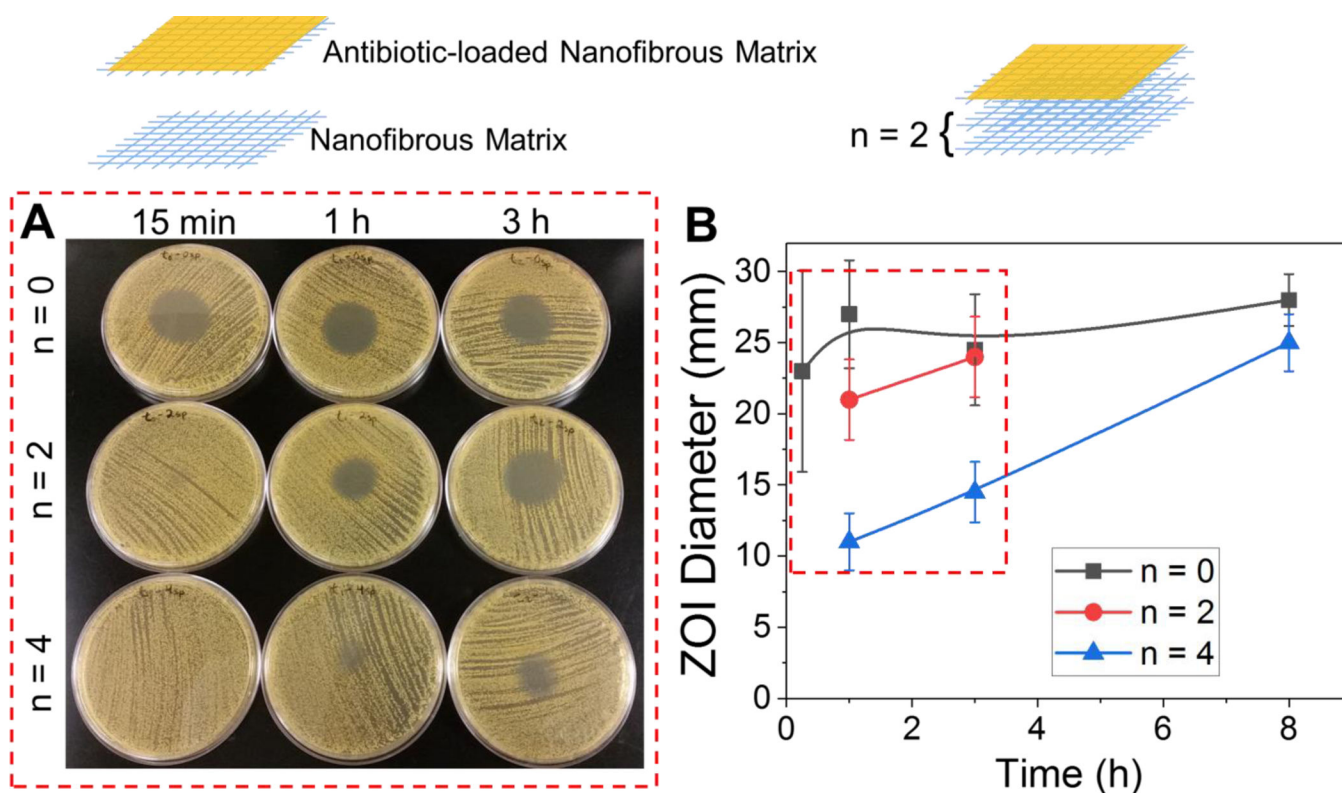 Antibiotic-loaded Nanofibrous Matrix
Nanofibrous Matrix
n = 2 {
A
15 min 1 h 3 h
n = 0
n = 2
n = 4
B
ZOI Diameter (mm)
30
25
20
15
10
5
0
0 2 4 6 8
Time (h)
n = 0
n = 2
n = 4